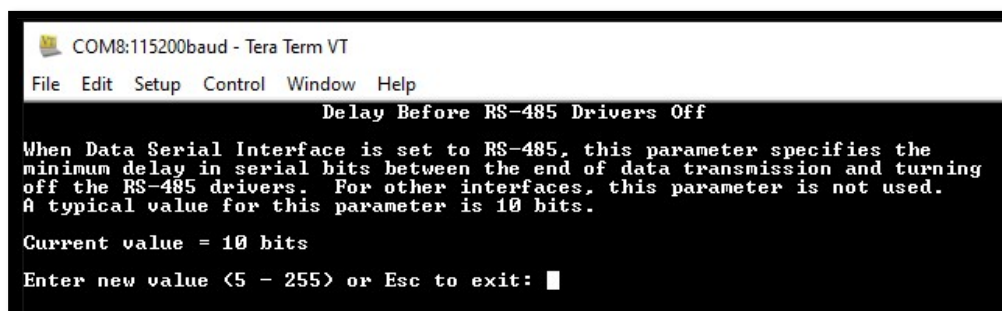 COM8:115200baud - Tera Term VT
File Edit Setup Control Window Help
Delay Before RS-485 Drivers Off
When Data Serial Interface is set to RS-485, this parameter specifies the
minimum delay in serial bits between the end of data transmission and turning
off the RS-485 drivers.  For other interfaces, this parameter is not used.
A typical value for this parameter is 10 bits.
Current value = 10 bits
Enter new value (5 - 255) or Esc to exit: